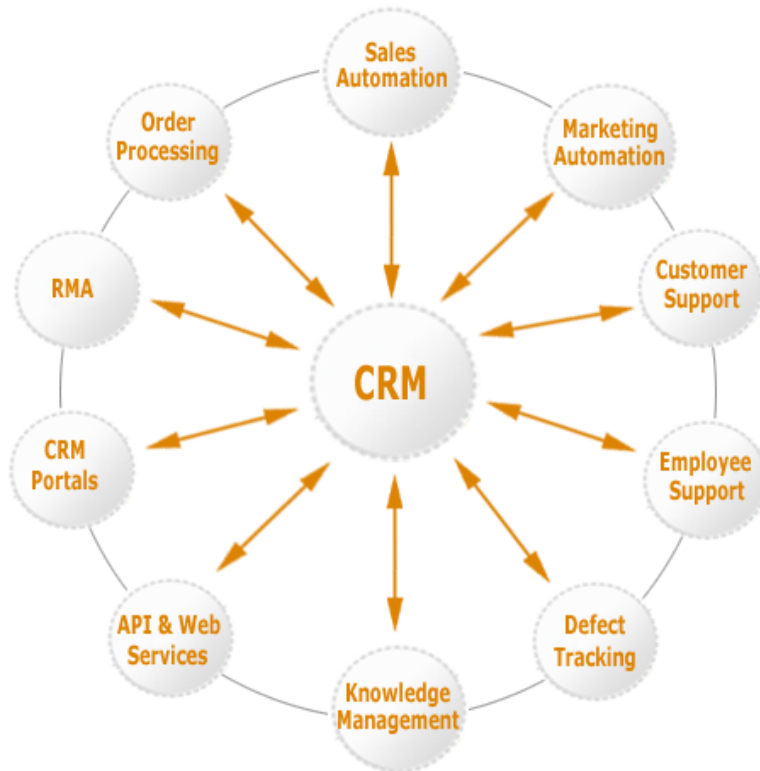 Sales
Automation
Marketing
Automation
Customer
Support
Employee
Support
Defect
Tracking
Knowledge
Management
API & Web
Services
CRM
Portals
RMA
Order
Processing
CRM